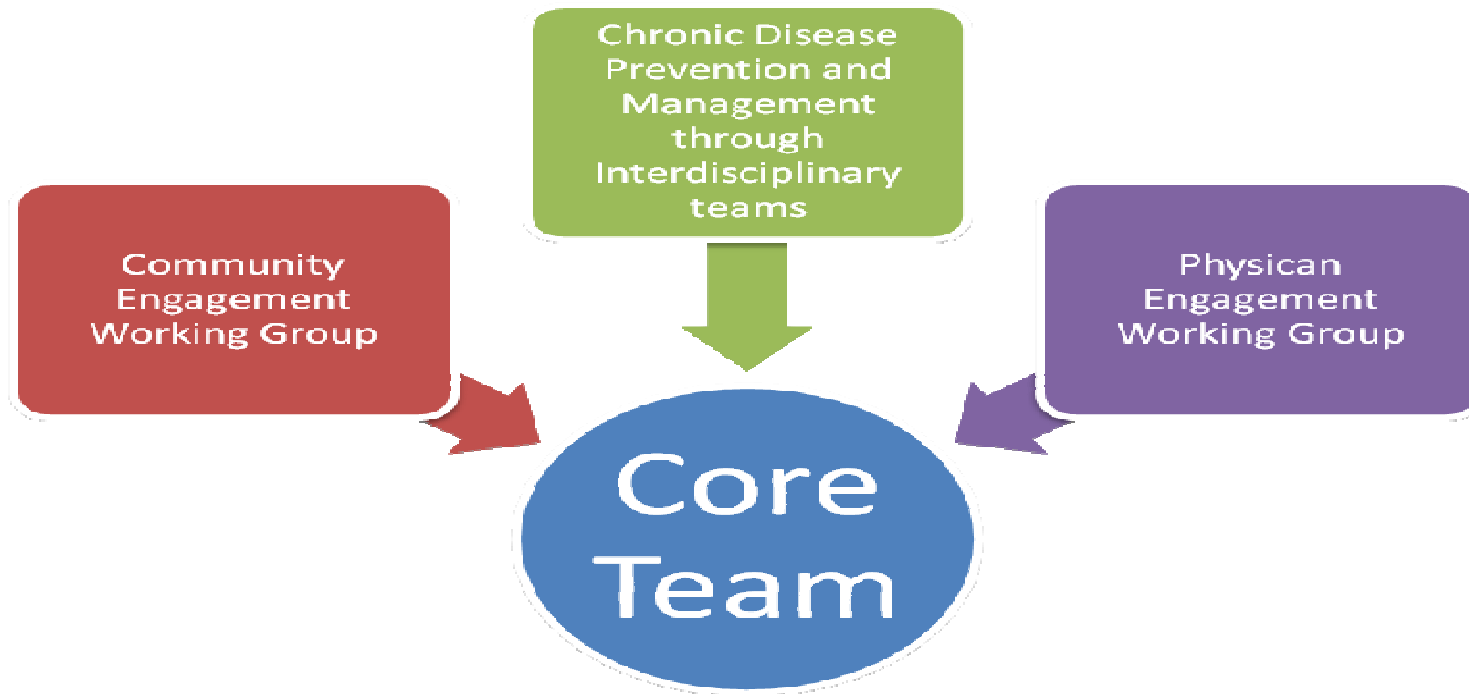 Chronic Disease
Prevention and
Management
through
Interdisciplinary
teams
Community
Engagement
Working Group
Physican
Engagement
Working Group
Core
Team